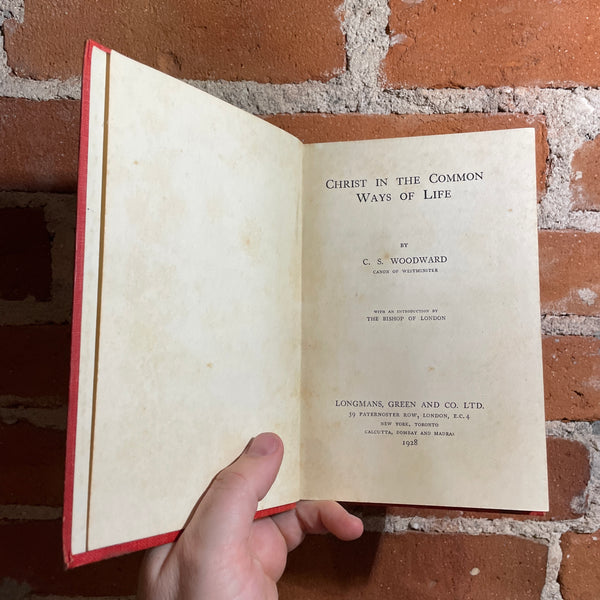 CHRIST IN THE COMMON
WAYS OF LIFE
BY
C. S. WOODWARD
CANON OF WESTMINSTER
WITH AN INTRODUCTION BY
THE BISHOP OF LONDON
LONGMANS, GREEN AND CO. LTD.
39 PATERNOSTER ROW, LONDON, E.C. 4
NEW YORK, TORONTO
CALCUTTA, BOMBAY AND MADRAS
1928